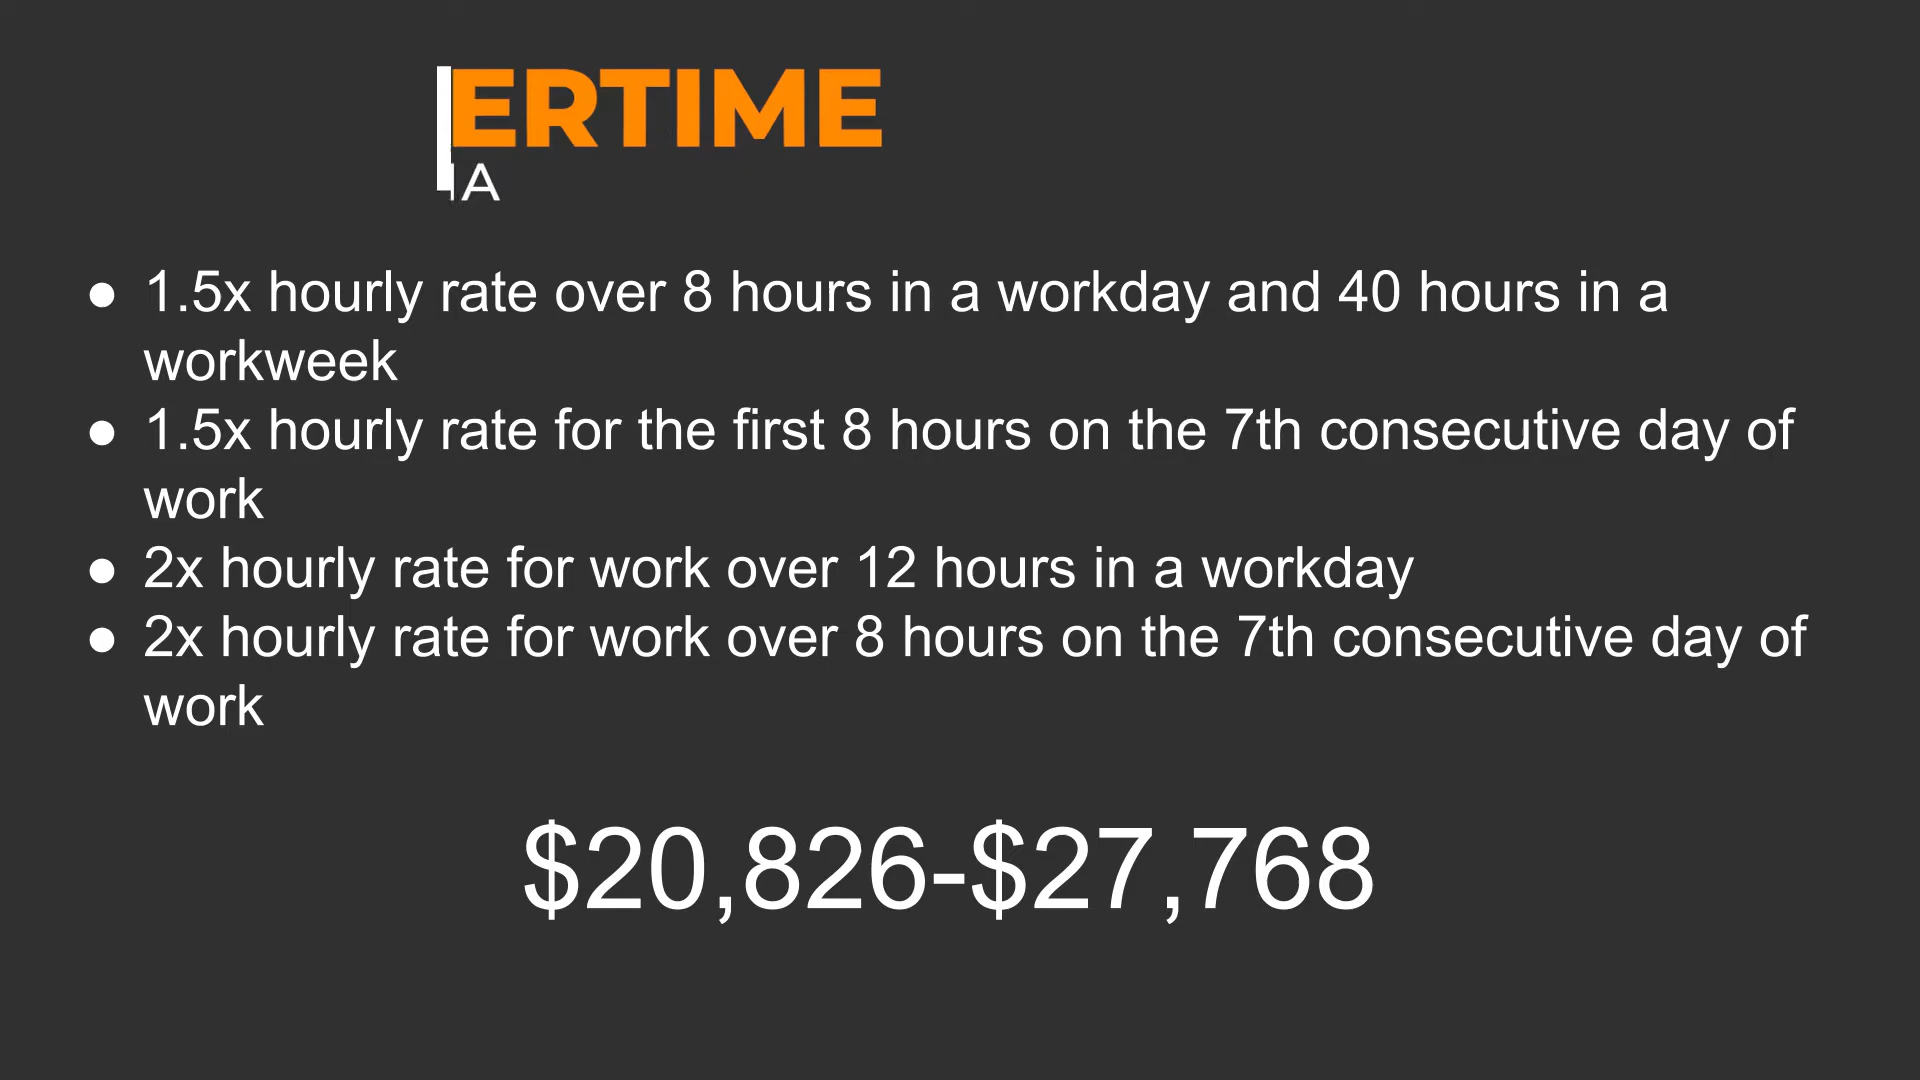 ERTIME
IA
● 1.5x hourly rate over 8 hours in a workday and 40 hours in a
workweek
● 1.5x hourly rate for the first 8 hours on the 7th consecutive day of
work
● 2x hourly rate for work over 12 hours in a workday
● 2x hourly rate for work over 8 hours on the 7th consecutive day of
work
$20,826-$27,768